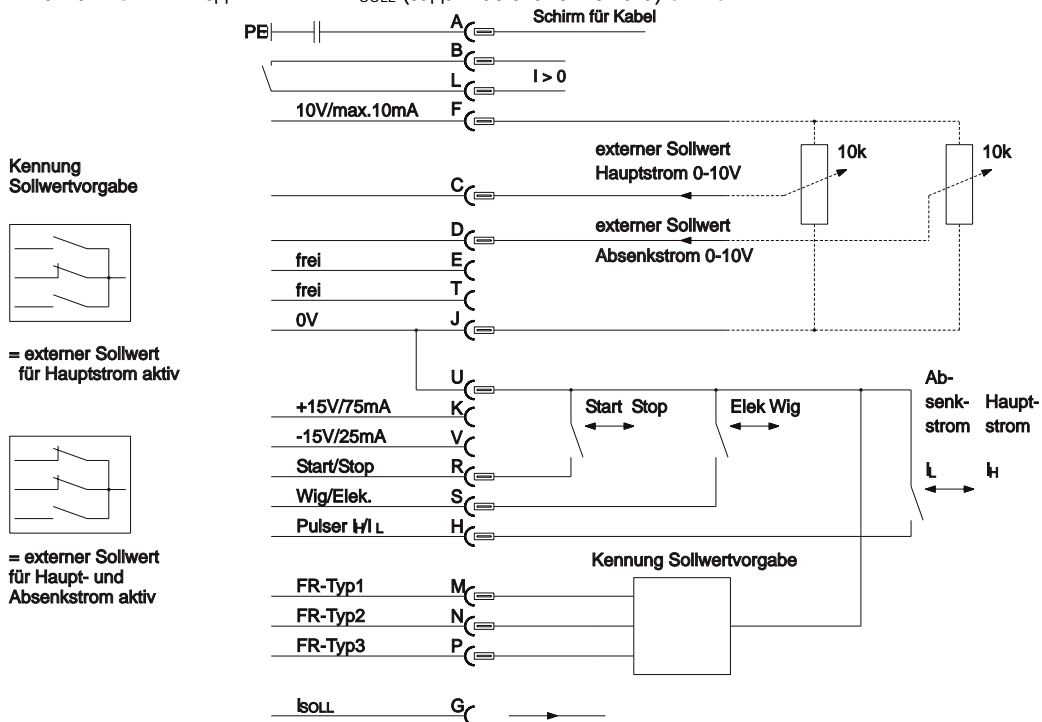 A
Schirm für Kabel
PE
B
L
I > 0
10V/max.10mA
F
10k
10k
externer Sollwert
Hauptstrom 0-10V
Kennung
Sollwertvorgabe
C
D
externer Sollwert
Absenkstrom 0-10V
frei
E
frei
T
0V
J
= externer Sollwert
für Hauptstrom aktiv
U
+15V/75mA
K
Start Stop
Elek Wig
Ab-
senk-
strom
Haupt-
strom
-15V/25mA
V
Start/Stop
R
IL
IH
Wig/Elek.
S
Pulser IH/IL
H
= externer Sollwert
für Haupt- und
Absenkstrom aktiv
Kennung Sollwertvorgabe
FR-Typ1
M
FR-Typ2
N
FR-Typ3
P
ISOLL
G